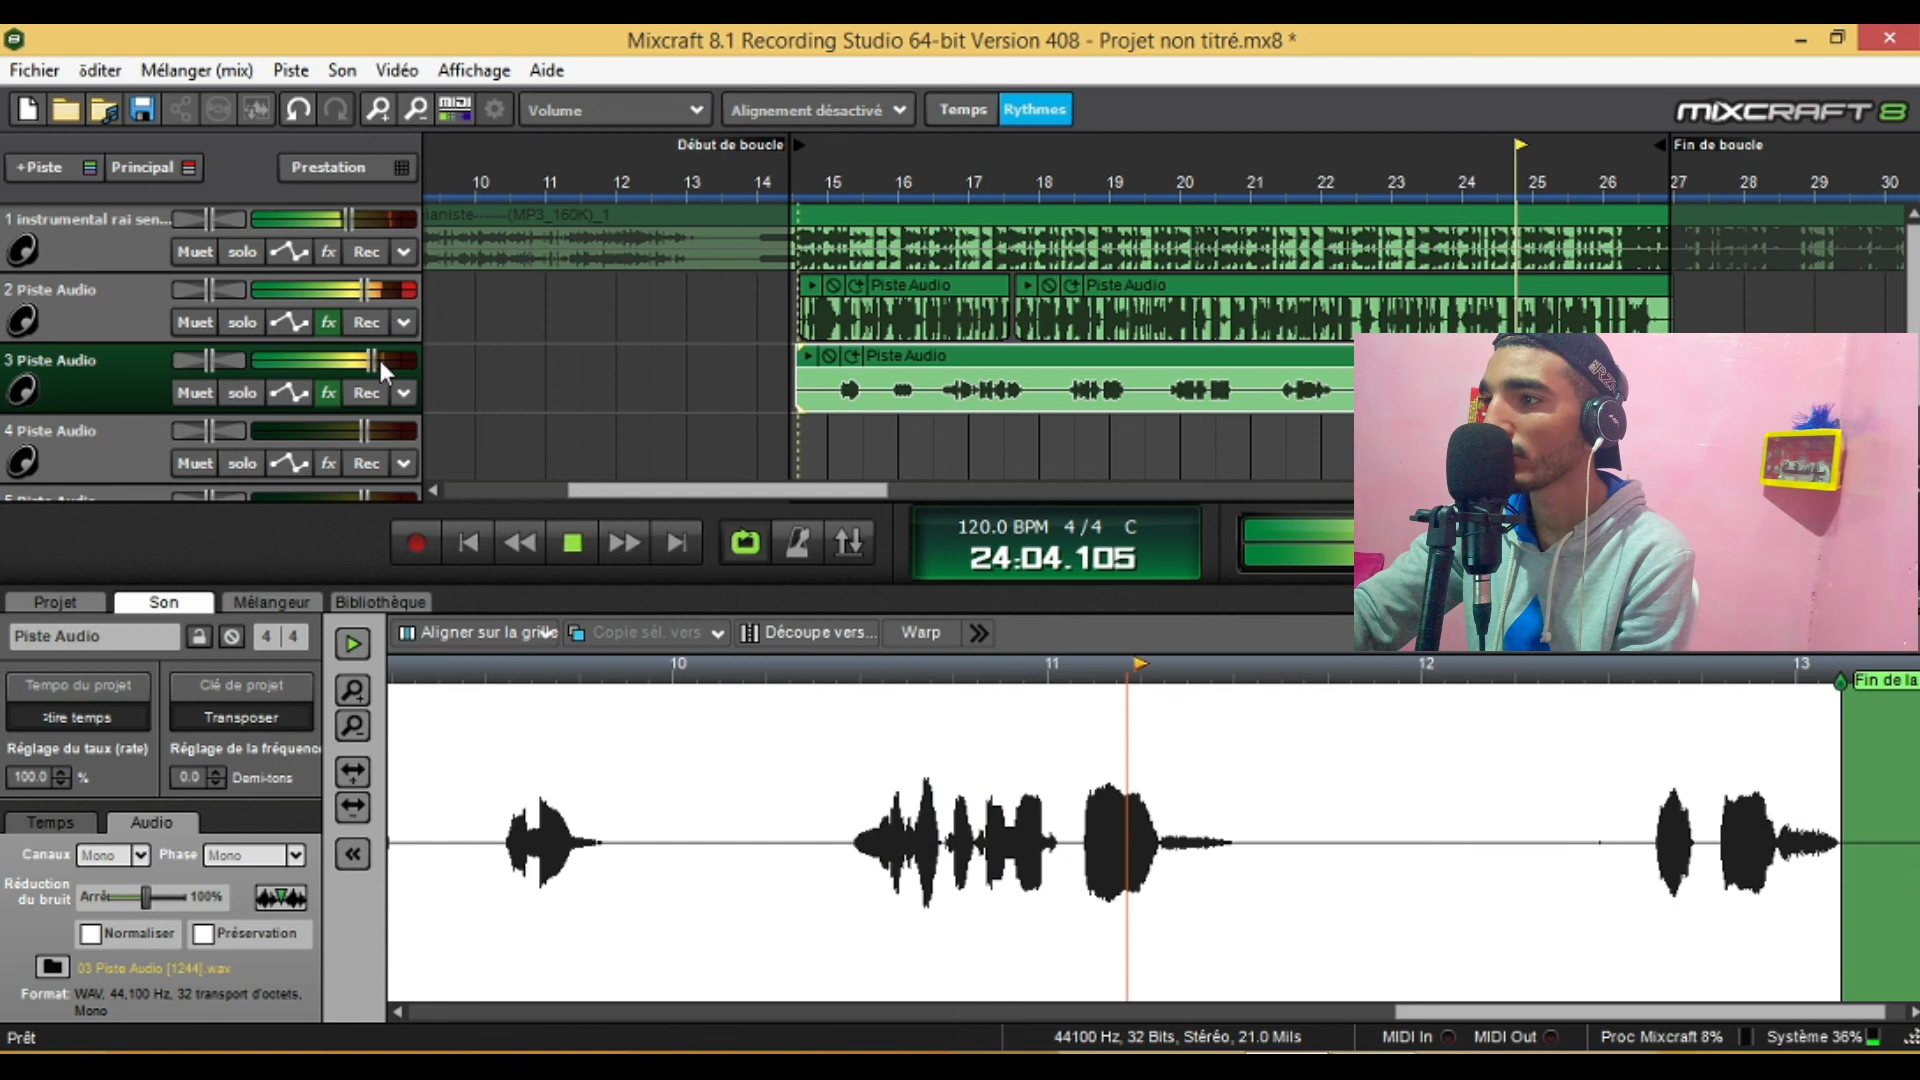 Mixcraft 8.1 Recording Studio 64-bit Version 408 - Projet non titré.mx8 *
Fichier õditer Mélanger (mix) Piste Son Vidéo Affichage Aide
MIDI Volume Alignement désactivé Temps Rythmes MIXCRAFT 8
Début de boucle Fin de boucle
+Piste Principal Prestation
10 11 12 13 14 15 16 17 18 19 20 21 22 23 24 25 26 27 28 29 30
1 instrumental rai sen... ianiste------(MP3_160K)_1
Muet solo fx Rec
2 Piste Audio Piste Audio Piste Audio
Muet solo fx Rec
3 Piste Audio Piste Audio
Muet solo fx Rec
4 Piste Audio
Muet solo fx Rec
120.0 BPM 4/4 C
24:04.105
Projet Son Mélangeur Bibliothèque
Piste Audio 4 4 Aligner sur la grille Copie sél. vers Découpe vers... Warp
10 11 12 13
Tempo du projet Clé de projet Fin de la
Étire temps Transposer
Réglage du taux (rate) Réglage de la fréquenc
100.0 % 0.0 Demi-tons
Temps Audio
Canaux Mono Phase Mono
Réduction du bruit Arrêt 100%
Normaliser Préservation
03 Piste Audio [1244].wav
Format: WAV, 44,100 Hz, 32 transport d'octets, Mono
Prêt 44100 Hz, 32 Bits, Stéréo, 21.0 Mils MIDI In MIDI Out Proc Mixcraft 8% Système 36%